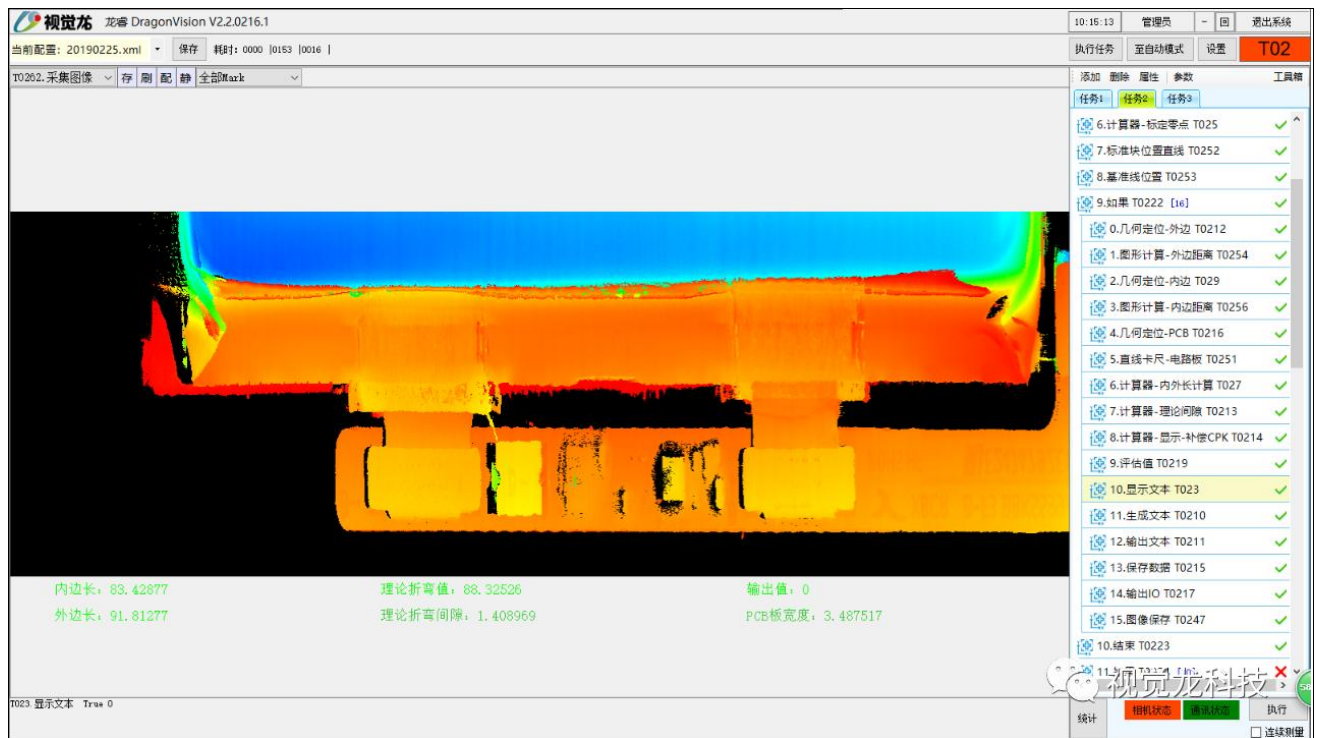 视觉龙 龙睿 DragonVision V2.2.0216.1
10:15:13 管理员 - 回 退出系统
当前配置: 20190225.xml 保存 耗时: 0000 |0153 |0016 |
执行任务 至自动模式 设置 T02
T0262.采集图像 存 刷 配 静 全部Mark
添加 删除 属性 参数 工具箱
任务1 任务2 任务3
6.计算器-标定零点 T025
7.标准块位置直线 T0252
8.基准线位置 T0253
9.如果 T0222 [16]
0.几何定位-外边 T0212
1.图形计算-外边距离 T0254
2.几何定位-内边 T029
3.图形计算-内边距离 T0256
4.几何定位-PCB T0216
5.直线卡尺-电路板 T0251
6.计算器-内外长计算 T027
7.计算器-理论间隙 T0213
8.计算器-显示-补偿CPK T0214
9.评估值 T0219
10.显示文本 T023
11.生成文本 T0210
12.输出文本 T0211
13.保存数据 T0215
14.输出IO T0217
15.图像保存 T0247
10.结束 T0223
内边长: 83.42877 理论折弯值: 88.32526 输出值: 0
外边长: 91.81277 理论折弯间隙: 1.408969 PCB板宽度: 3.487517
视觉龙科技
T023.显示文本 True 0
统计 相机状态 通讯状态 执行
连续测量